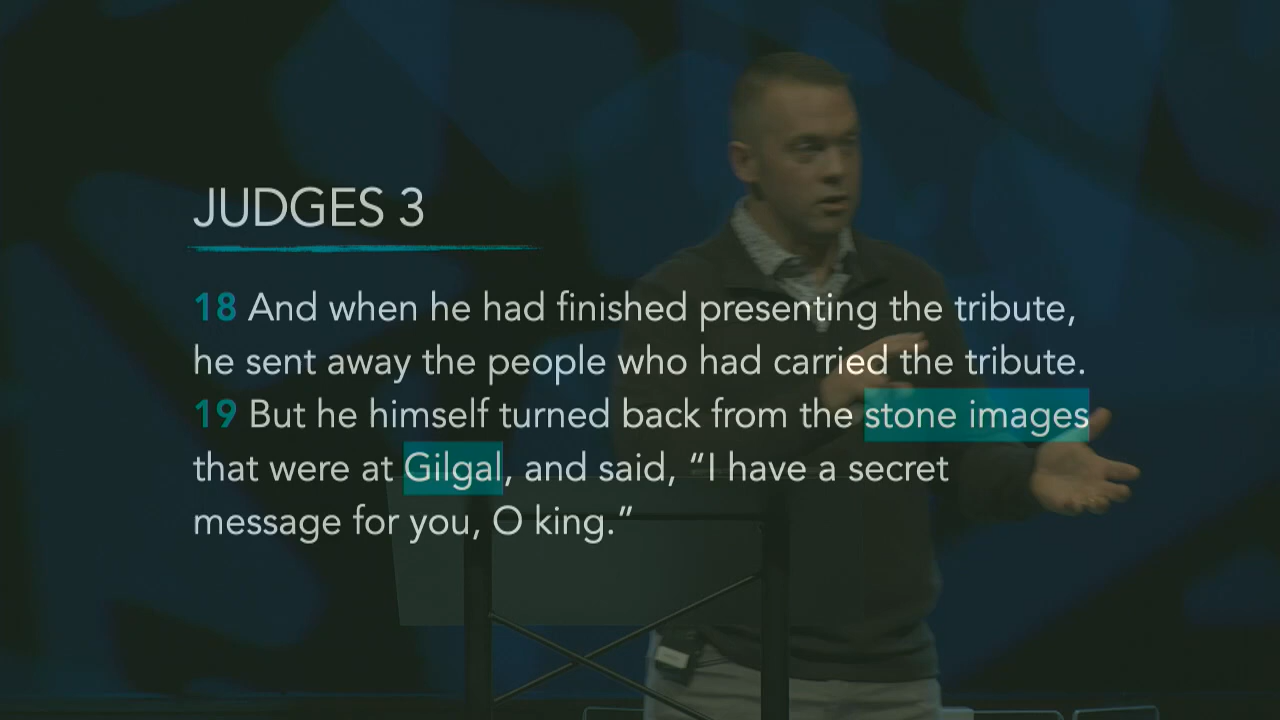 JUDGES 3
18 And when he had finished presenting the tribute,
he sent away the people who had carried the tribute.
19 But he himself turned back from the stone images
that were at Gilgal, and said, “I have a secret
message for you, O king.”